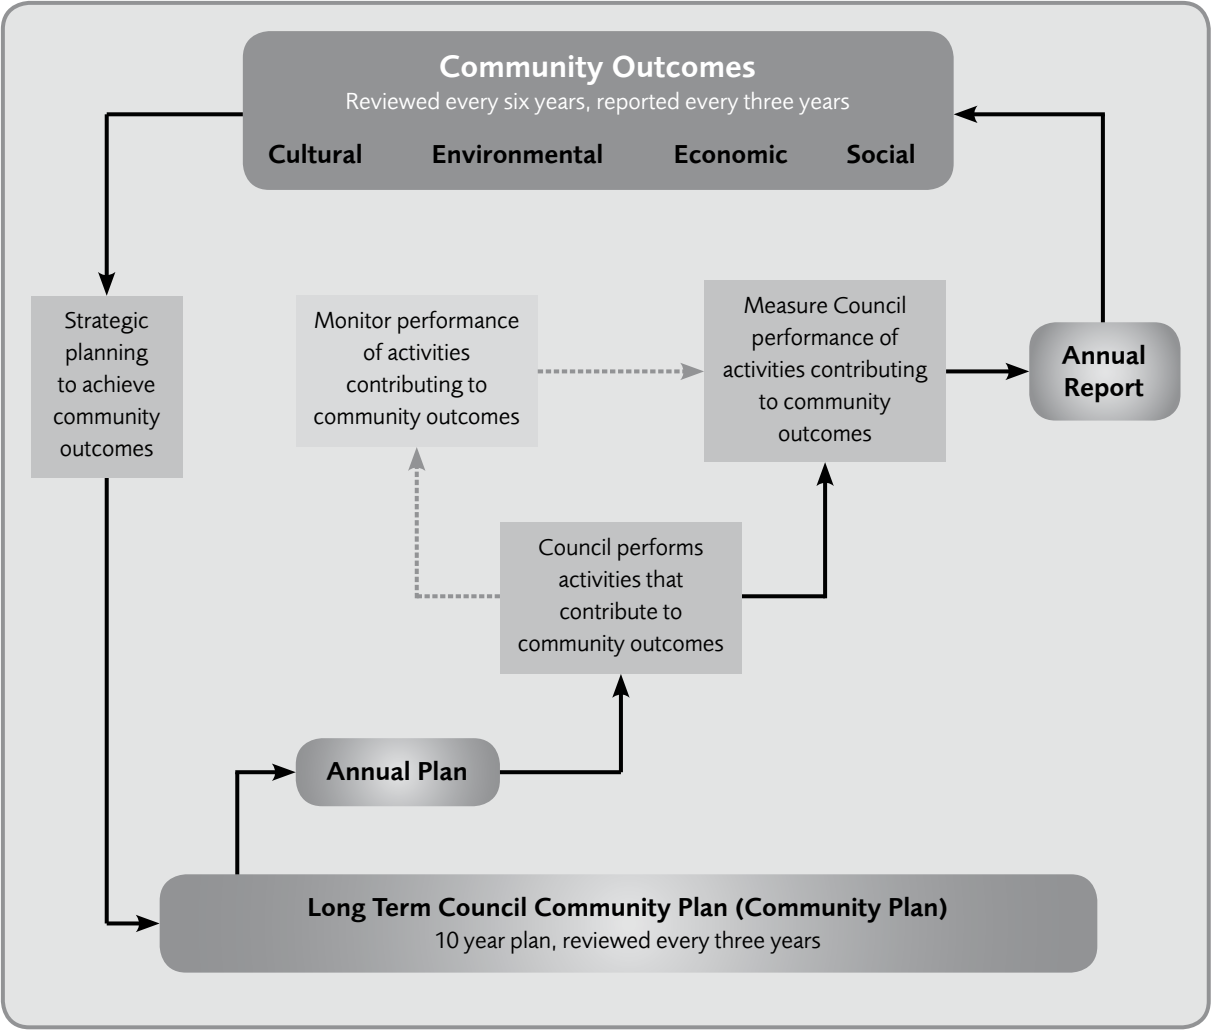 Community Outcomes
Reviewed every six years, reported every three years
Cultural Environmental Economic Social
Strategic
planning
to achieve
community
outcomes
Monitor performance
of activities
contributing to
community outcomes
Measure Council
performance of
activities contributing
to community
outcomes
Annual
Report
Council performs
activities that
contribute to
community outcomes
Annual Plan
Long Term Council Community Plan (Community Plan)
10 year plan, reviewed every three years